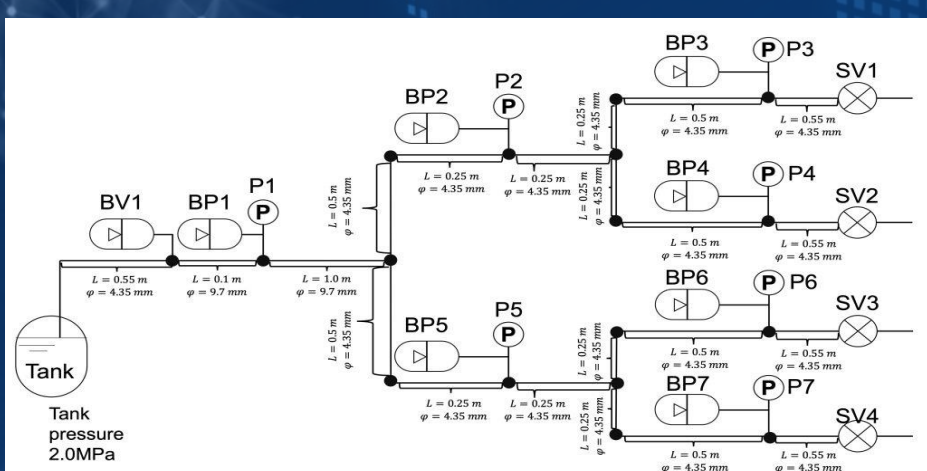 BP3
P P3
SV1
L = 0.5 m
φ = 4.35 mm
L = 0.55 m
φ = 4.35 mm
P2
BP2
P
L = 0.25 m
φ = 4.35 mm
L = 0.25 m
φ = 4.35 mm
L = 0.25 m
φ = 4.35 mm
L = 0.25 m
φ = 4.35 mm
BP4
P P4
SV2
L = 0.5 m
φ = 4.35 mm
L = 0.55 m
φ = 4.35 mm
L = 0.5 m
φ = 4.35 mm
BV1
BP1
P1
P
L = 0.55 m
φ = 4.35 mm
L = 0.1 m
φ = 9.7 mm
L = 1.0 m
φ = 9.7 mm
L = 0.5 m
φ = 4.35 mm
BP6
P P6
SV3
L = 0.5 m
φ = 4.35 mm
L = 0.55 m
φ = 4.35 mm
P5
BP5
P
L = 0.25 m
φ = 4.35 mm
L = 0.25 m
φ = 4.35 mm
L = 0.25 m
φ = 4.35 mm
L = 0.25 m
φ = 4.35 mm
BP7
P P7
SV4
L = 0.5 m
φ = 4.35 mm
L = 0.55 m
φ = 4.35 mm
Tank
Tank
pressure
2.0MPa